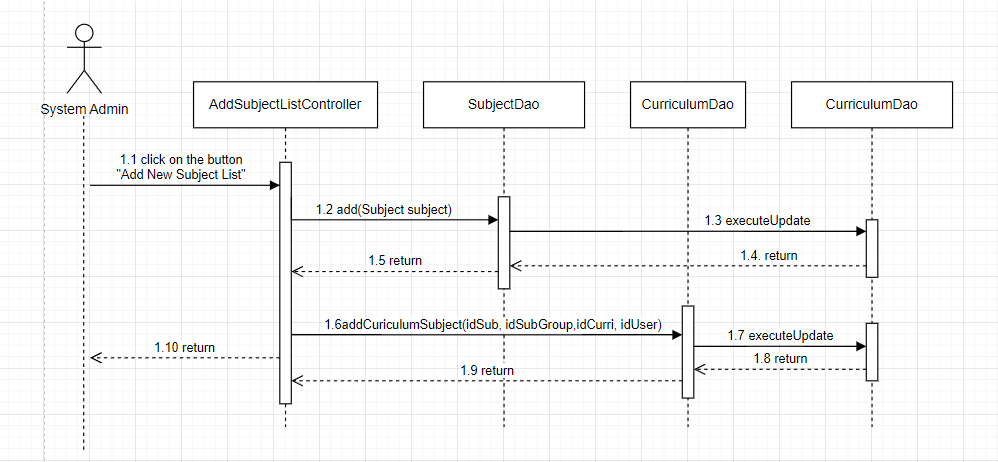 System Admin
AddSubjectListController
SubjectDao
CurriculumDao
CurriculumDao
1.1 click on the button
"Add New Subject List"
1.2 add(Subject subject)
1.3 executeUpdate
1.4. return
1.5 return
1.6addCuriculumSubject(idSub, idSubGroup,idCurri, idUser)
1.7 executeUpdate
1.8 return
1.9 return
1.10 return